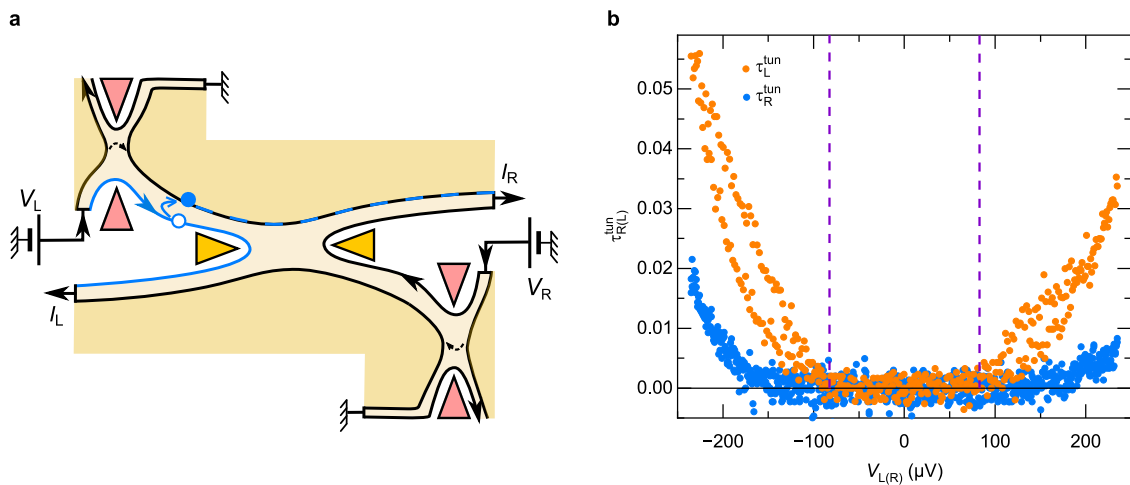 a
V_L
I_L
I_R
V_R
b
τ_L^tun
τ_R^tun
0.05
0.04
0.03
0.02
0.01
0.00
τ_R(L)^tun
−200
−100
0
100
200
V_L(R) (µV)